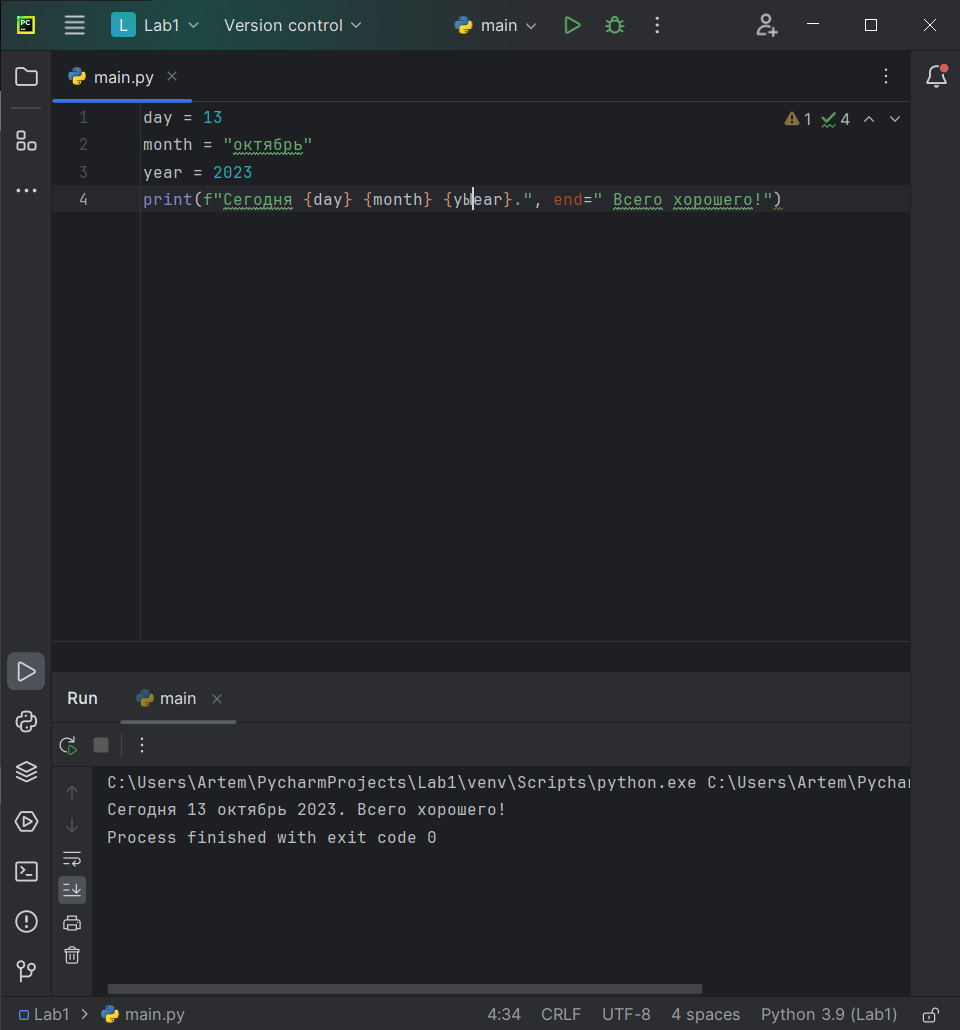 PC
L Lab1 Version control main
main.py
1 4
1 day = 13
2 month = "октябрь"
3 year = 2023
4 print(f"Сегодня {day} {month} {yыear}.", end=" Всего хорошего!")
Run main
C:\Users\Artem\PycharmProjects\Lab1\venv\Scripts\python.exe C:\Users\Artem\Pychar
Сегодня 13 октябрь 2023. Всего хорошего!
Process finished with exit code 0
Lab1 > main.py 4:34 CRLF UTF-8 4 spaces Python 3.9 (Lab1)